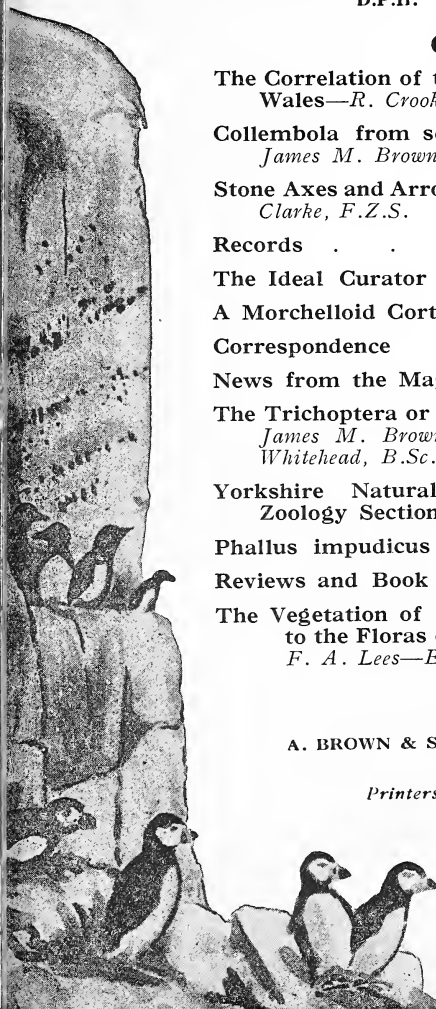 D.P.H.
The Correlation of t
Wales—R. Crook
Collembola from s
James M. Brown
Stone Axes and Arro
Clarke, F.Z.S.
Records . .
The Ideal Curator
A Morchelloid Cort
Correspondence
News from the Ma
The Trichoptera or
James M. Brow
Whitehead, B.Sc.
Yorkshire Natural
Zoology Section
Phallus impudicus
Reviews and Book
The Vegetation of
to the Floras
F. A. Lees—E
A. BROWN & S
Printers